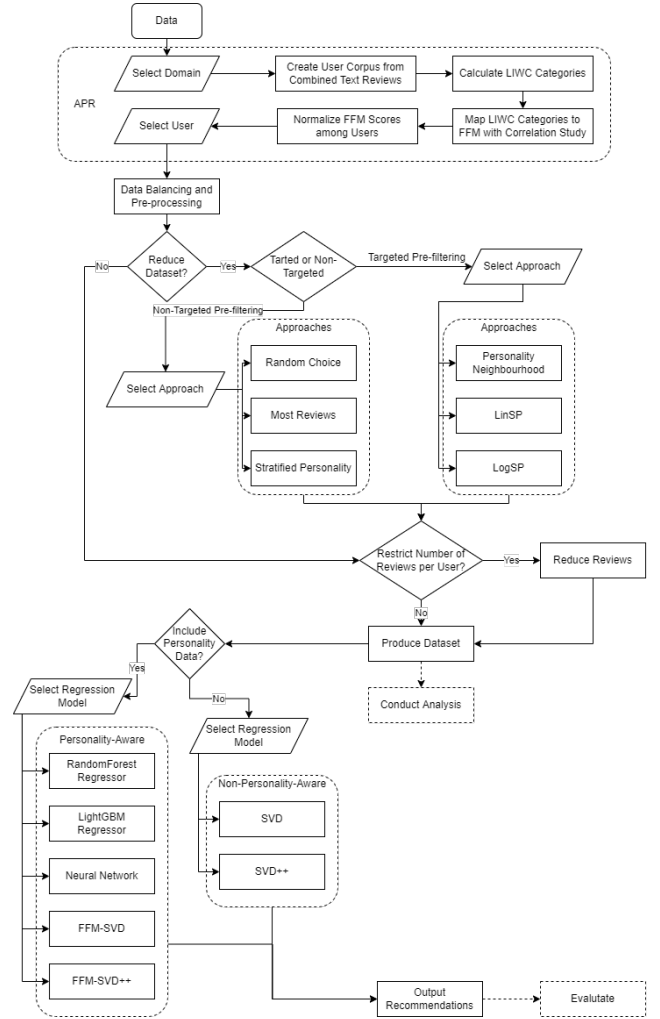 Data
Select Domain
Create User Corpus from
Combined Text Reviews
Calculate LIWC Categories
APR
Select User
Normalize FFM Scores
among Users
Map LIWC Categories to
FFM with Correlation Study
Data Balancing and
Pre-processing
No
Reduce
Dataset?
Yes
Tarted or Non-
Targeted
Targeted Pre-filtering
Select Approach
Non-Targeted Pre-filtering
Select Approach
Approaches
Random Choice
Most Reviews
Stratified Personality
Approaches
Personality
Neighbourhood
LinSP
LogSP
Restrict Number of
Reviews per User?
Yes
Reduce Reviews
No
Produce Dataset
Conduct Analysis
Include
Personality
Data?
Yes
No
Select Regression
Model
Select Regression
Model
Personality-Aware
RandomForest
Regressor
LightGBM
Regressor
Neural Network
FFM-SVD
FFM-SVD++
Non-Personality-Aware
SVD
SVD++
Output
Recommendations
Evalutate